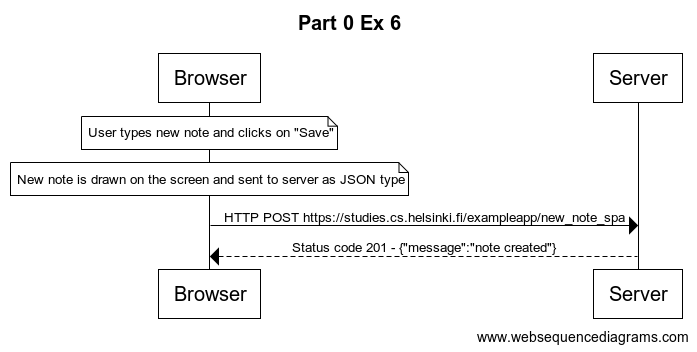 Part 0 Ex 6
Browser
Server
User types new note and clicks on "Save"
New note is drawn on the screen and sent to server as JSON type
HTTP POST https://studies.cs.helsinki.fi/exampleapp/new_note_spa
Status code 201 - {"message":"note created"}
Browser
Server
www.websequencediagrams.com